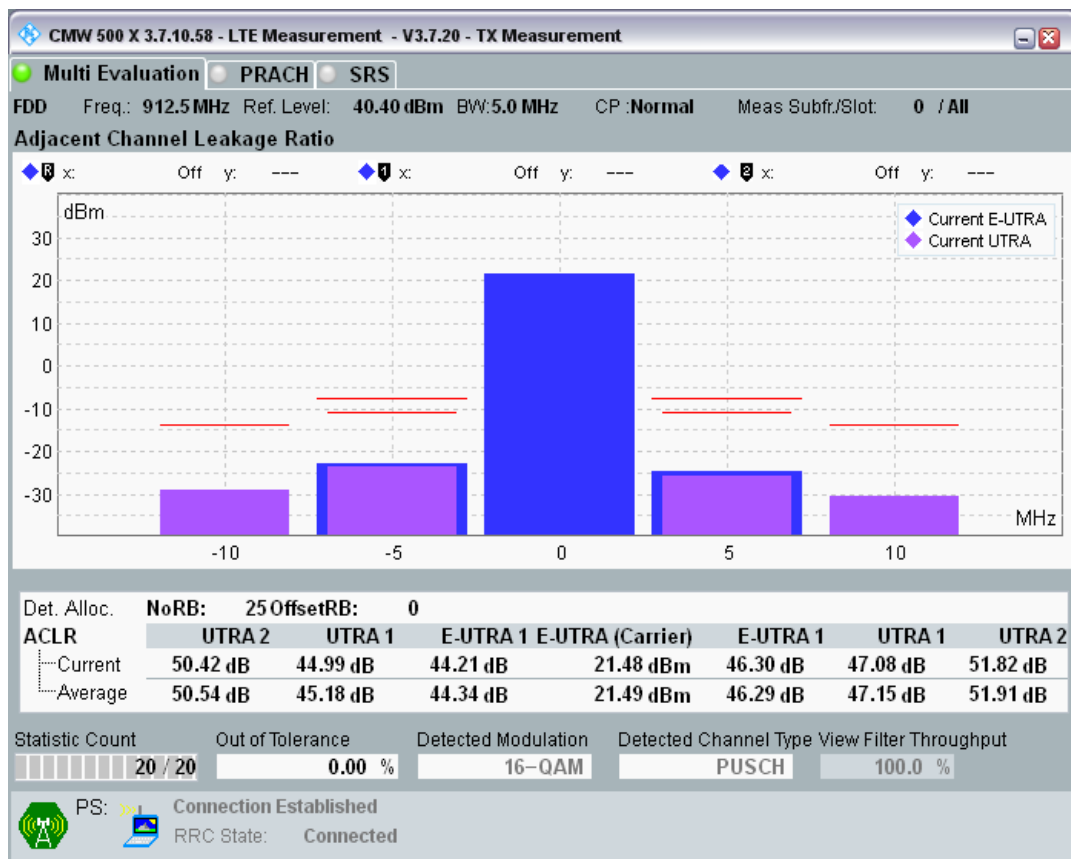 CMW 500 X 3.7.10.58 - LTE Measurement - V3.7.20 - TX Measurement
Multi Evaluation PRACH SRS
FDD Freq.: 912.5 MHz Ref. Level: 40.40 dBm BW:5.0 MHz CP :Normal Meas Subfr./Slot: 0 / All
Adjacent Channel Leakage Ratio
R x: Off y: --- 1 x: Off y: --- 2 x: Off y: ---
dBm
Current E-UTRA
Current UTRA
30
20
10
0
-10
-20
-30
MHz
-10 -5 0 5 10
Det. Alloc. NoRB: 25 OffsetRB: 0
ACLR UTRA 2 UTRA 1 E-UTRA 1 E-UTRA (Carrier) E-UTRA 1 UTRA 1 UTRA 2
Current 50.42 dB 44.99 dB 44.21 dB 21.48 dBm 46.30 dB 47.08 dB 51.82 dB
Average 50.54 dB 45.18 dB 44.34 dB 21.49 dBm 46.29 dB 47.15 dB 51.91 dB
Statistic Count Out of Tolerance Detected Modulation Detected Channel Type View Filter Throughput
20 / 20 0.00 % 16-QAM PUSCH 100.0 %
PS: Connection Established
RRC State: Connected